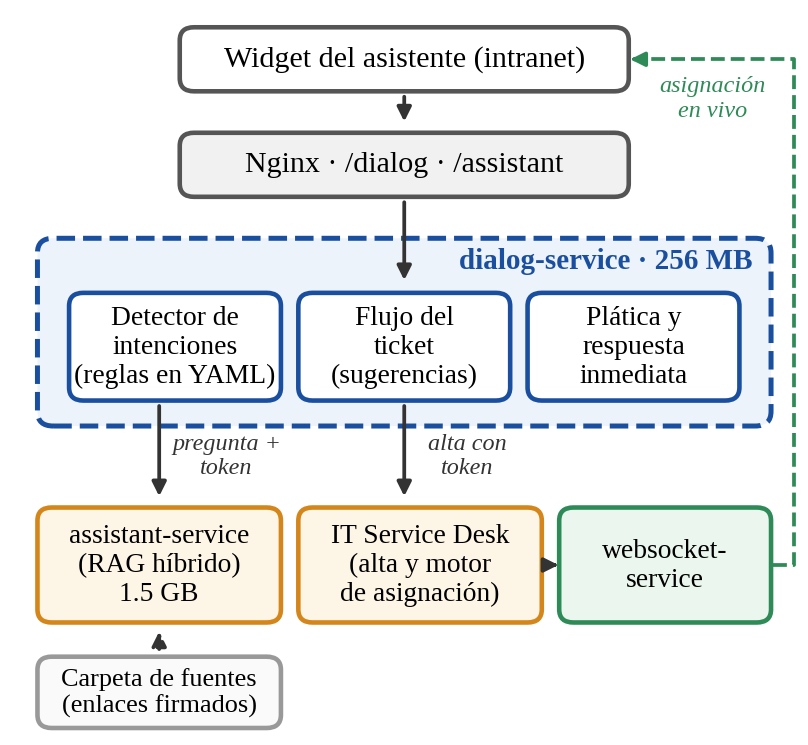 Widget del asistente (intranet)
asignación
en vivo
Nginx · /dialog · /assistant
dialog-service · 256 MB
Detector de
intenciones
(reglas en YAML)
Flujo del
ticket
(sugerencias)
Plática y
respuesta
inmediata
pregunta +
token
alta con
token
assistant-service
(RAG híbrido)
1.5 GB
IT Service Desk
(alta y motor
de asignación)
websocket-
service
Carpeta de fuentes
(enlaces firmados)